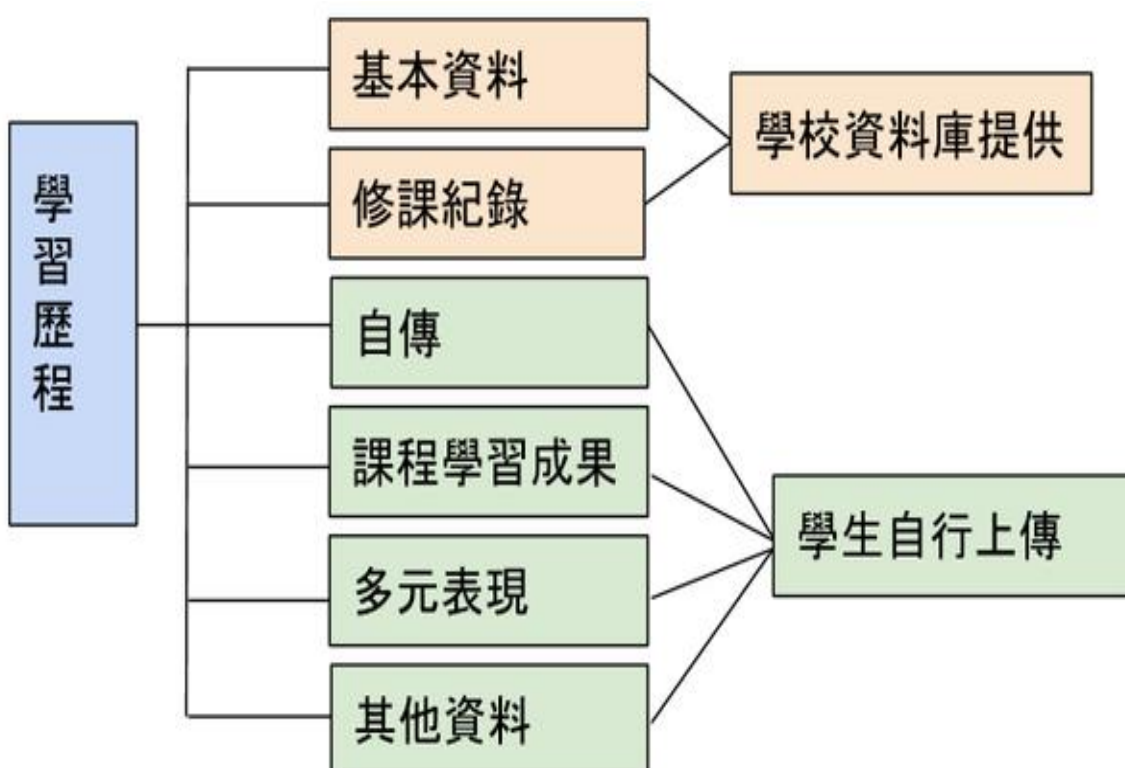 學習歷程
基本資料
修課紀錄
自傳
課程學習成果
多元表現
其他資料
學校資料庫提供
學生自行上傳